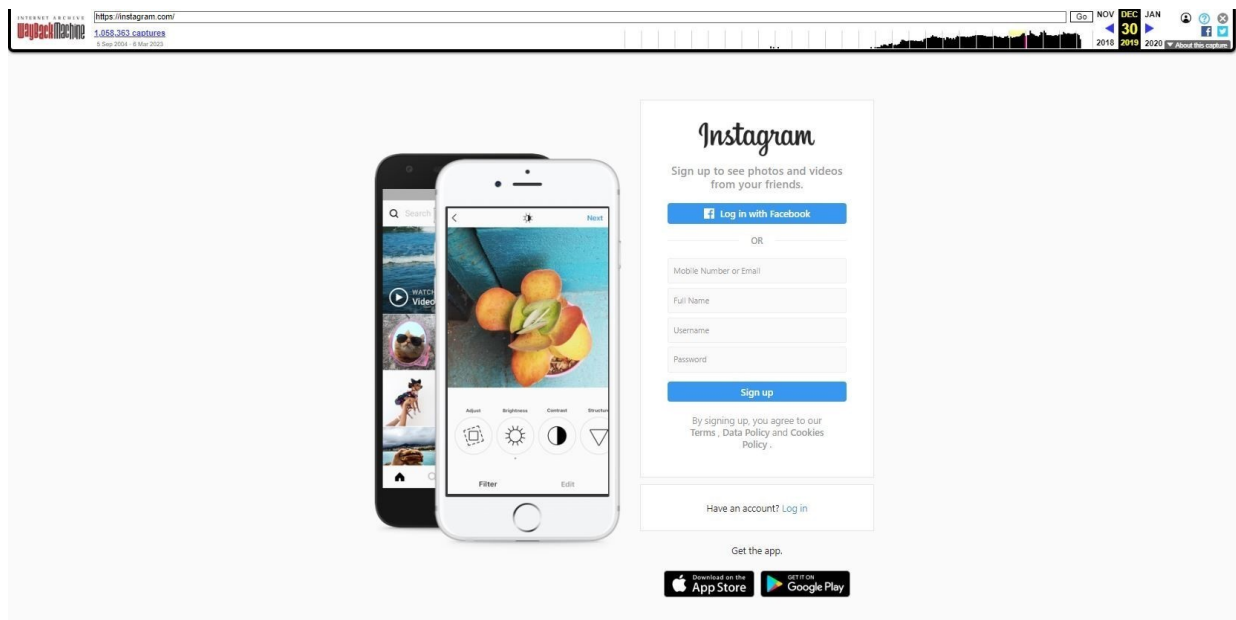 INTERNET ARCHIVE
WayBackMachine
https://instagram.com/
Go
1,058,363 captures
5 Sep 2004 - 8 Mar 2023
NOV DEC JAN
30
2018 2019 2020
About this capture
Search
WATCH
Video
Next
Adjust Brightness Contrast Structure
Filter Edit
Instagram
Sign up to see photos and videos
from your friends.
Log in with Facebook
OR
Mobile Number or Email
Full Name
Username
Password
Sign up
By signing up, you agree to our
Terms , Data Policy and Cookies
Policy .
Have an account? Log in
Get the app.
Download on the
App Store
GET IT ON
Google Play